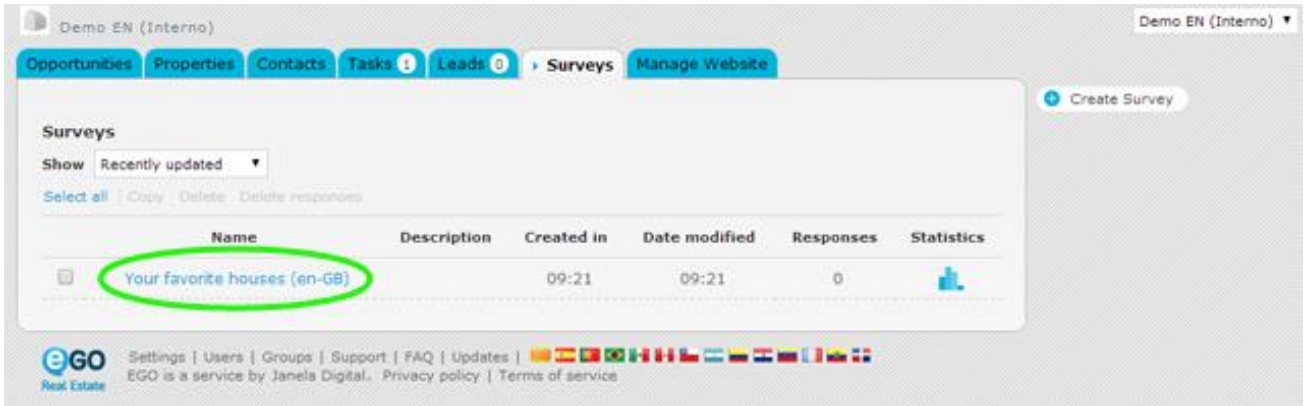 Demo EN (Interno)
Demo EN (Interno)
Opportunities Properties Contacts Tasks 1 Leads 0 Surveys Manage Website
Create Survey
Surveys
Show Recently updated
Select all | Copy Delete Delete responses
Name Description Created in Date modified Responses Statistics
Your favorite houses (en-GB) 09:21 09:21 0
eGO Real Estate
Settings | Users | Groups | Support | FAQ | Updates |
EGO is a service by Janela Digital. Privacy policy | Terms of service